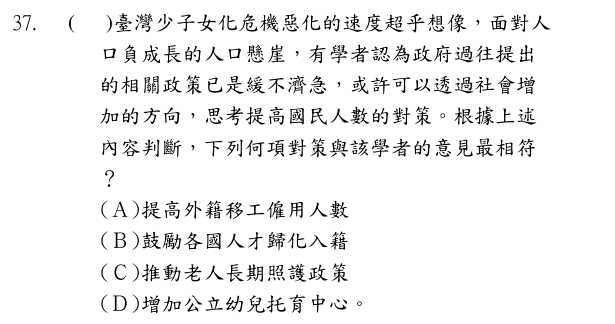 37. (　)臺灣少子女化危機惡化的速度超乎想像，面對人
口負成長的人口懸崖，有學者認為政府過往提出
的相關政策已是緩不濟急，或許可以透過社會增
加的方向，思考提高國民人數的對策。根據上述
內容判斷，下列何項對策與該學者的意見最相符
？
(A)提高外籍移工僱用人數
(B)鼓勵各國人才歸化入籍
(C)推動老人長期照護政策
(D)增加公立幼兒托育中心。